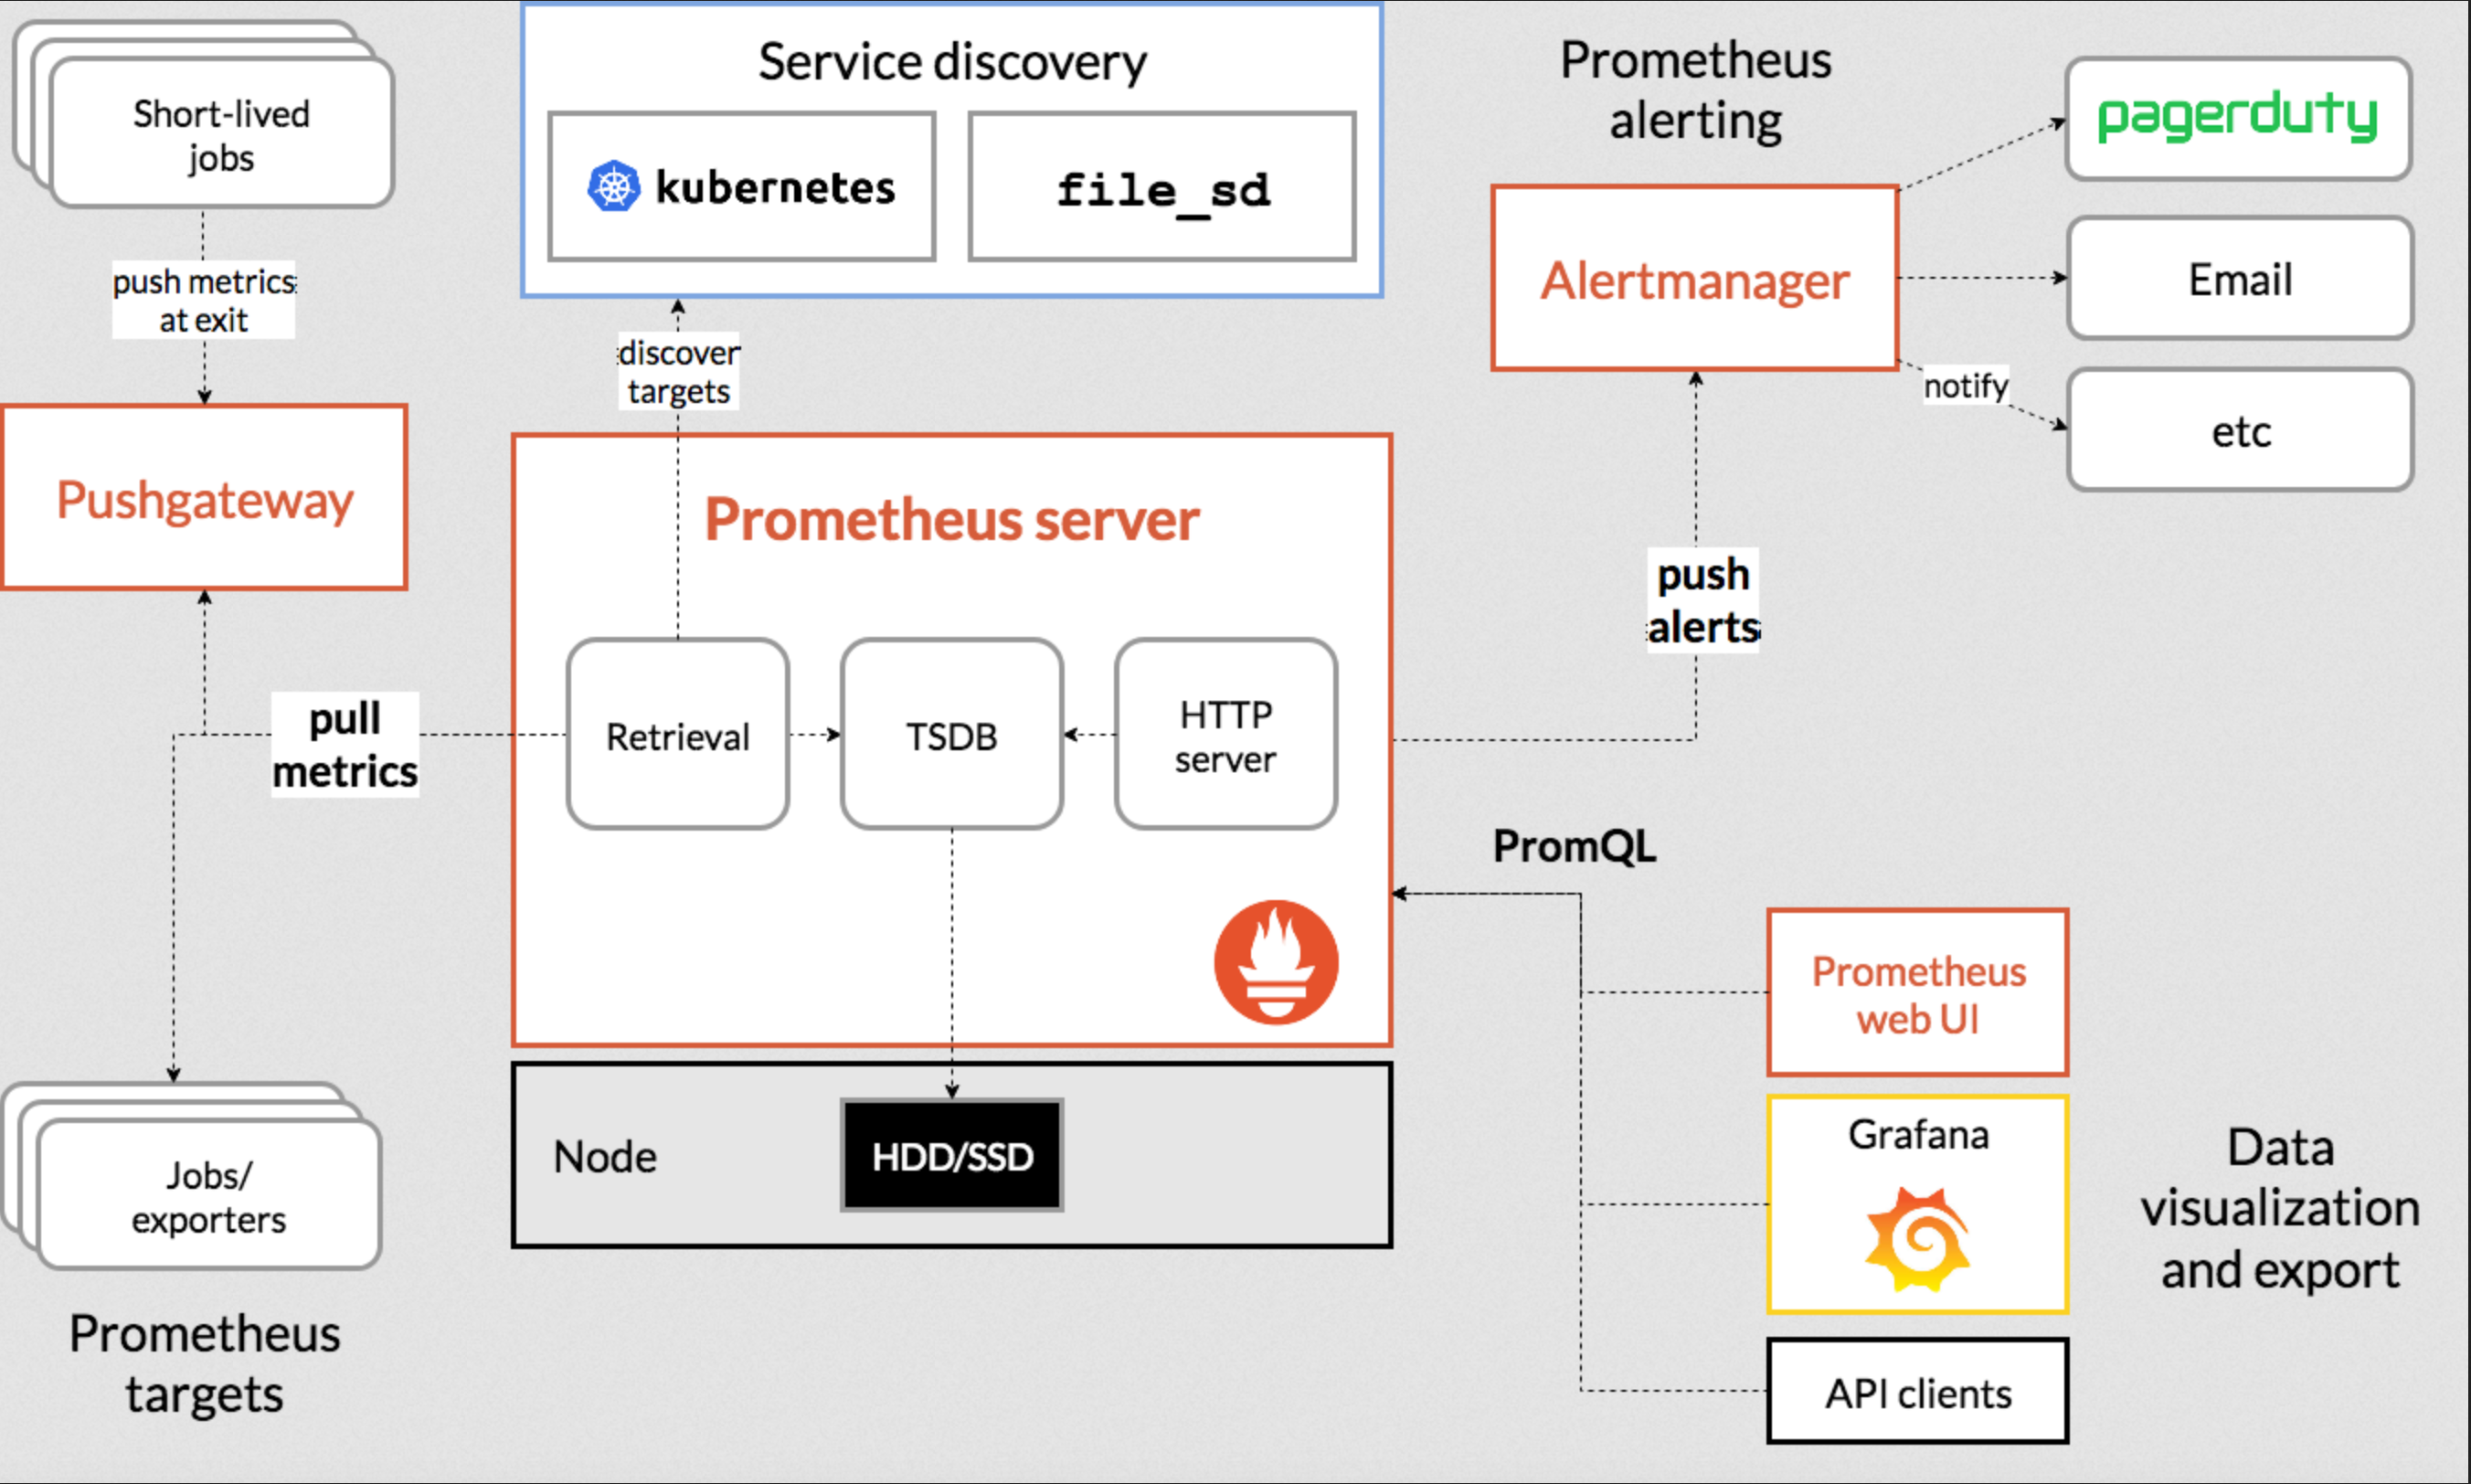 Short-lived
jobs
push metrics
at exit
Pushgateway
pull
metrics
Jobs/
exporters
Prometheus
targets
Service discovery
kubernetes
file_sd
discover
targets
Prometheus server
Retrieval
TSDB
HTTP
server
Node
HDD/SSD
Prometheus
alerting
Alertmanager
pagerduty
Email
notify
etc
push
alerts
PromQL
Prometheus
web UI
Grafana
API clients
Data
visualization
and export